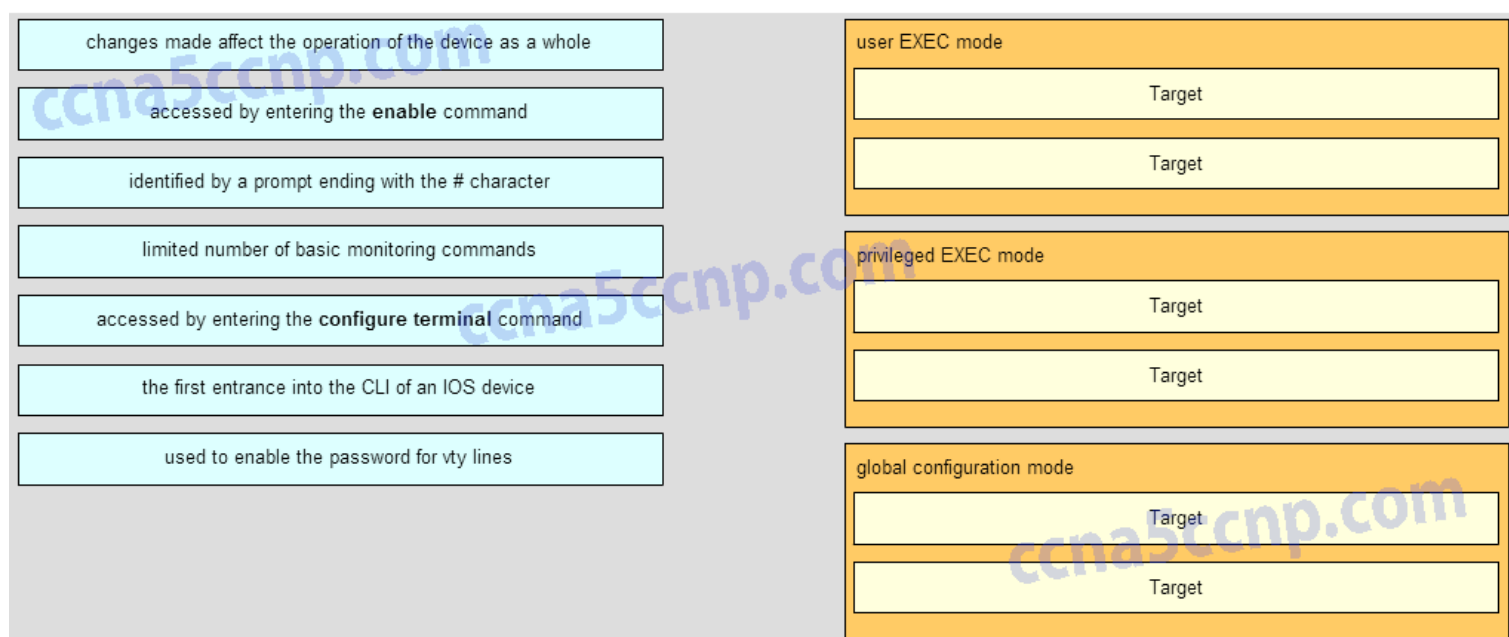 changes made affect the operation of the device as a whole
accessed by entering the enable command
identified by a prompt ending with the # character
limited number of basic monitoring commands
accessed by entering the configure terminal command
the first entrance into the CLI of an IOS device
used to enable the password for vty lines
user EXEC mode
Target
Target
privileged EXEC mode
Target
Target
global configuration mode
Target
Target
ccna5ccnp.com
ccna5ccnp.com
ccna5ccnp.com